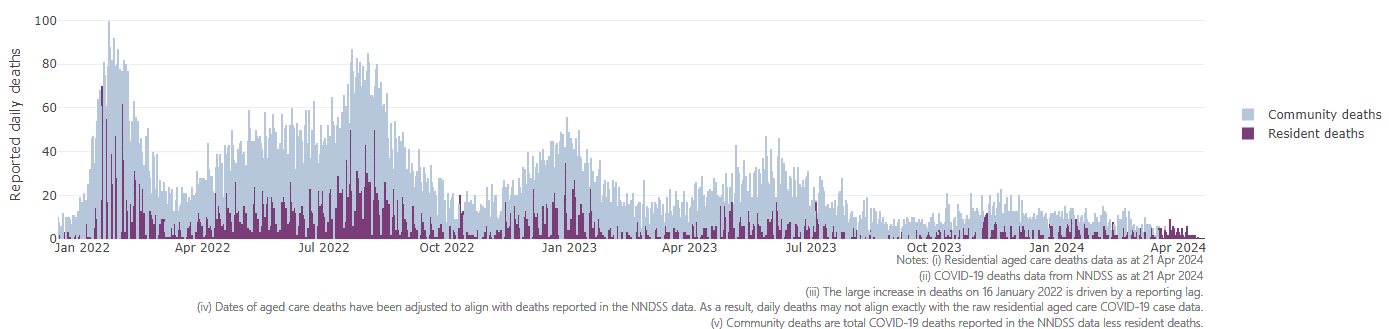 Reported daily deaths
100
80
60
40
20
0
Jan 2022 Apr 2022 Jul 2022 Oct 2022 Jan 2023 Apr 2023 Jul 2023 Oct 2023 Jan 2024 Apr 2024
Community deaths
Resident deaths
Notes: (i) Residential aged care deaths data as at 21 Apr 2024
(ii) COVID-19 deaths data from NNDSS as at 21 Apr 2024
(iii) The large increase in deaths on 16 January 2022 is driven by a reporting lag.
(iv) Dates of aged care deaths have been adjusted to align with deaths reported in the NNDSS data. As a result, daily deaths may not align exactly with the raw residential aged care COVID-19 case data.
(v) Community deaths are total COVID-19 deaths reported in the NNDSS data less resident deaths.